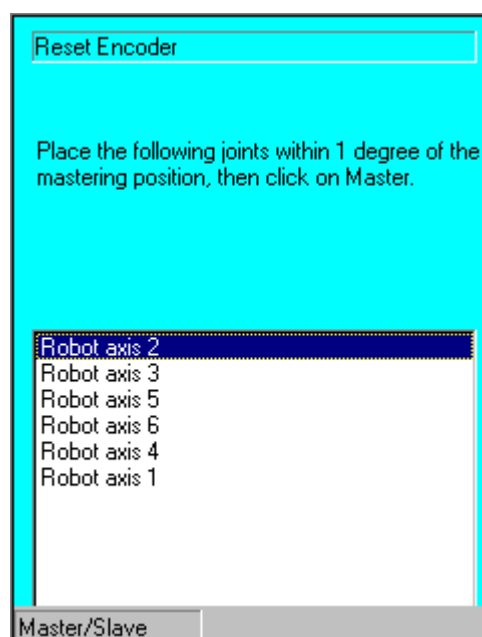 Reset Encoder
Place the following joints within 1 degree of the
mastering position, then click on Master.
Robot axis 2
Robot axis 3
Robot axis 5
Robot axis 6
Robot axis 4
Robot axis 1
Master/Slave